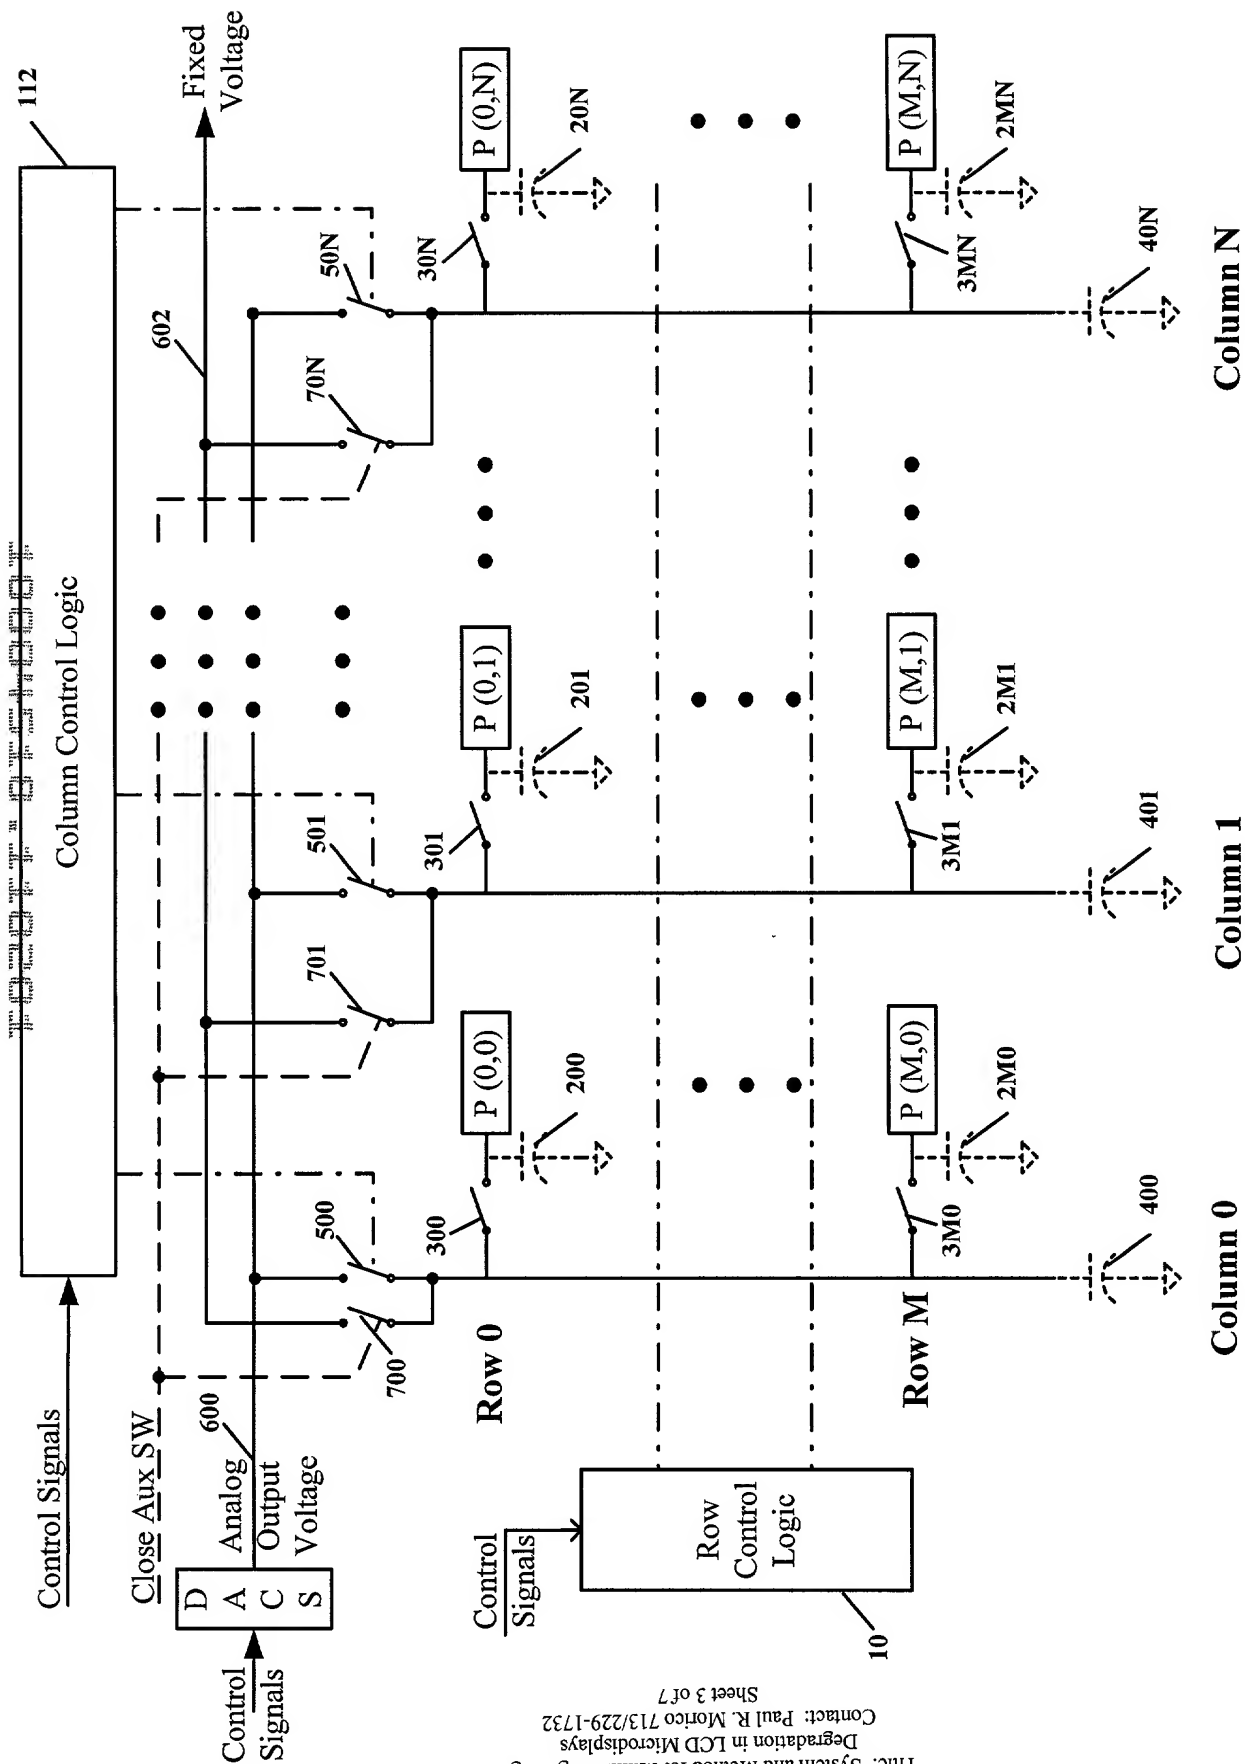 Control Signals
Column Control Logic
112
Close Aux SW
Fixed
Voltage
Control
Signals
D
A
C
S
Analog
Output
Voltage
600
602
700
500
701
501
70N
50N
Row 0
300
P (0,0)
200
301
P (0,1)
201
30N
P (0,N)
20N
Control
Signals
Row
Control
Logic
10
Row M
3M0
P (M,0)
2M0
3M1
P (M,1)
2M1
3MN
P (M,N)
2MN
400
401
40N
Column 0
Column 1
Column N
Degradation in LCD Microdisplays
Contact: Paul R. Morico 713/229-1732
Sheet 3 of 7